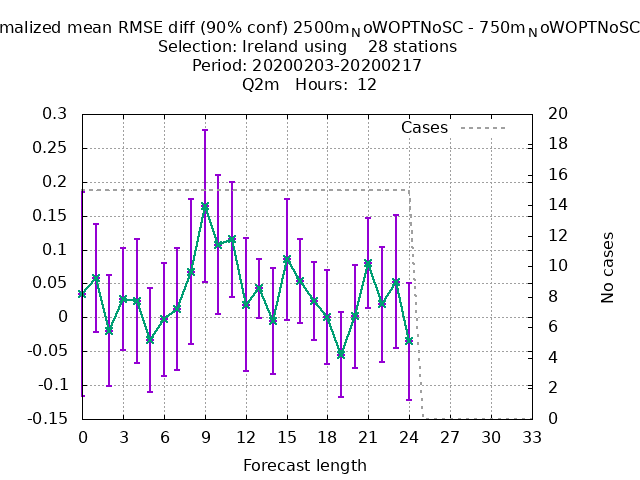 malized mean RMSE diff (90% conf) 2500mNoWOPTNoSC - 750mNoWOPTNoSC
Selection: Ireland using 28 stations
Period: 20200203-20200217
Q2m Hours: 12
Cases
0.3
0.25
0.2
0.15
0.1
0.05
0
-0.05
-0.1
-0.15
20
18
16
14
12
10
8
6
4
2
0
No cases
0 3 6 9 12 15 18 21 24 27 30 33
Forecast length